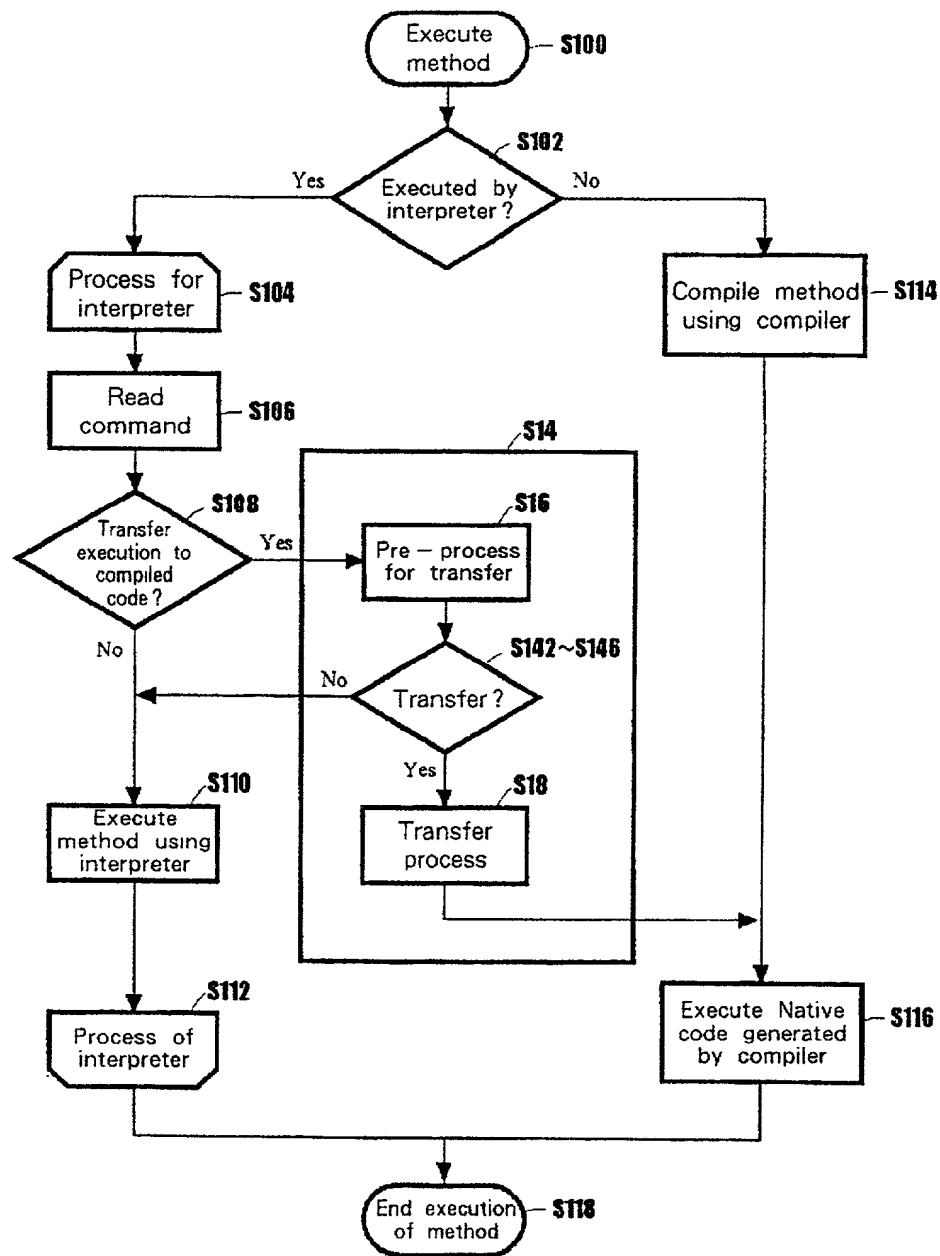 Execute
method
S100
S102
Yes
Executed by
interpreter?
No
Process for
interpreter
S104
Compile method
using compiler
S114
Read
command
S106
S14
S108
Transfer
execution to
compiled
code?
Yes
S16
Pre-process
for transfer
No
S142~S146
No
Transfer?
Yes
S110
Execute
method using
interpreter
S18
Transfer
process
S112
Process of
interpreter
Execute Native
code generated
by compiler
S116
End execution
of method
S118